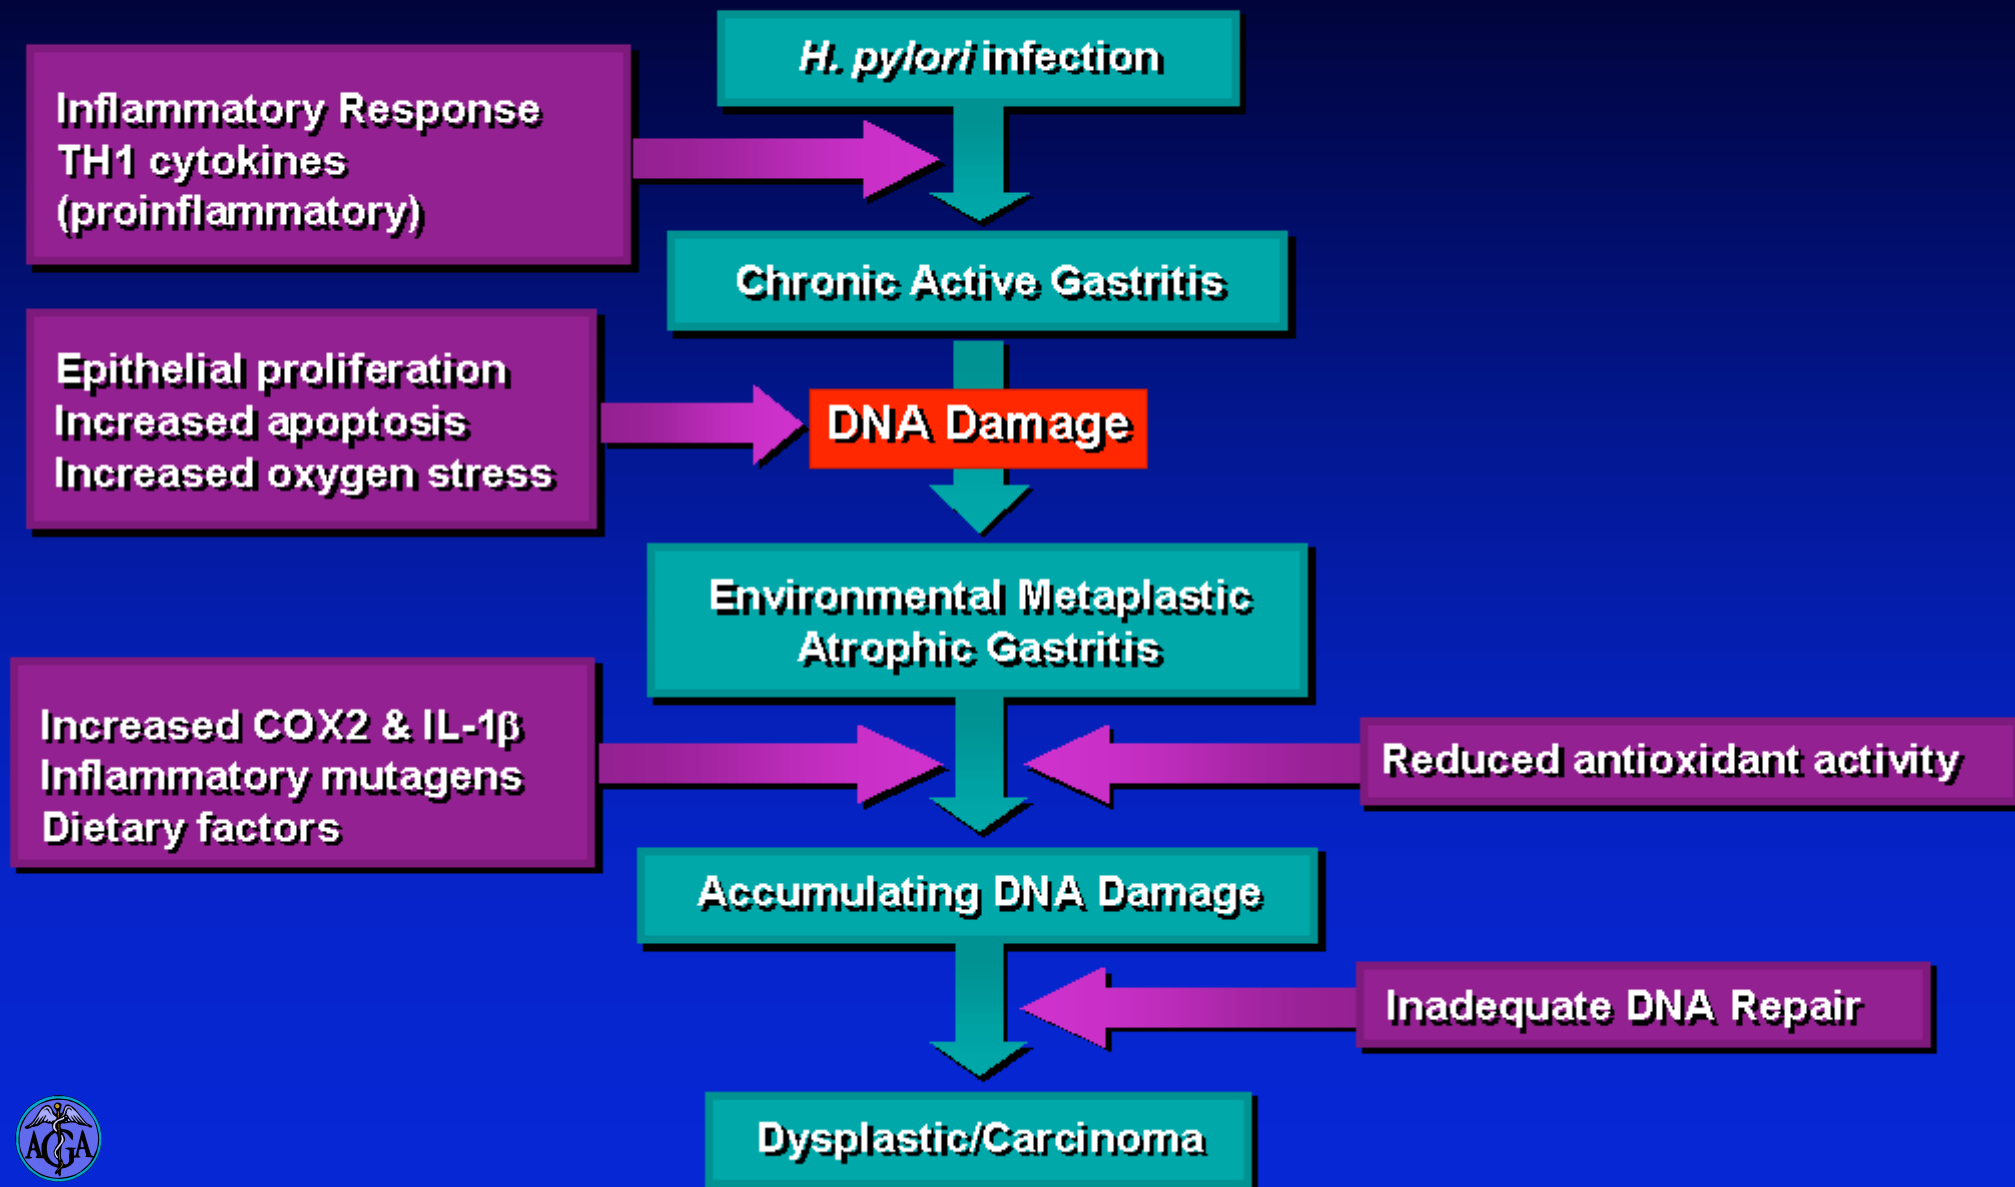 H. pylori infection
Inflammatory Response
TH1 cytokines
(proinflammatory)
Chronic Active Gastritis
Epithelial proliferation
Increased apoptosis
Increased oxygen stress
DNA Damage
Environmental Metaplastic
Atrophic Gastritis
Increased COX2 & IL-1β
Inflammatory mutagens
Dietary factors
Reduced antioxidant activity
Accumulating DNA Damage
Inadequate DNA Repair
Dysplastic/Carcinoma
AGA